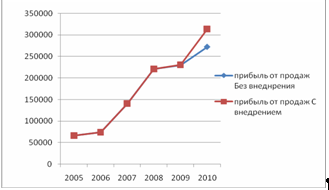 350000
300000
250000
200000
150000
100000
50000
0
2005 2006 2007 2008 2009 2010
прибыль от продаж
Без внеднрения
прибыль от продаж С
внедрением